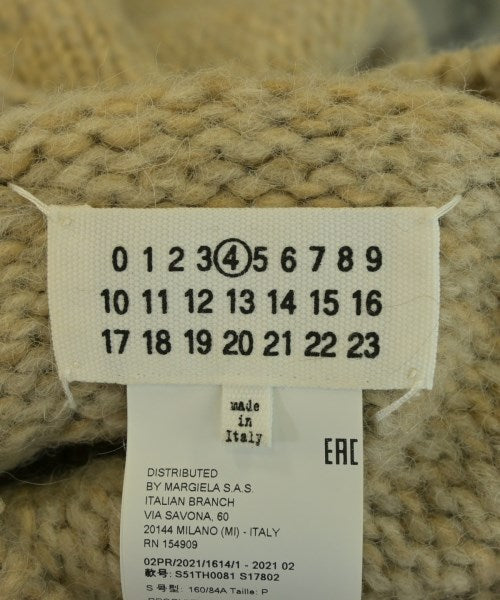 0 1 2 3 4 5 6 7 8 9
10 11 12 13 14 15 16
17 18 19 20 21 22 23
made
in
Italy
EAC
DISTRIBUTED
BY MARGIELA S.A.S.
ITALIAN BRANCH
VIA SAVONA, 60
20144 MILANO (MI) - ITALY
RN 154909
02PR/2021/1614/1 - 2021 02
款号: S51TH0081 S17802
S 号型: 160/84A Taille: P